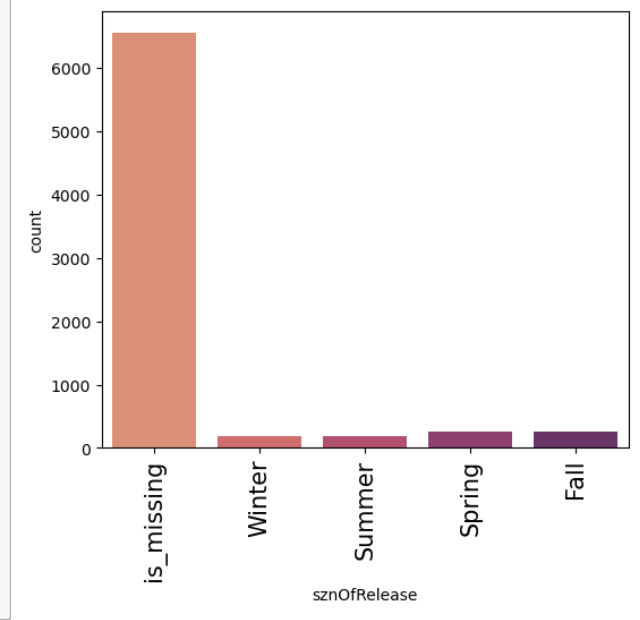 6000
5000
4000
3000
2000
1000
0
count
is_missing
Winter
Summer
Spring
Fall
sznOfRelease